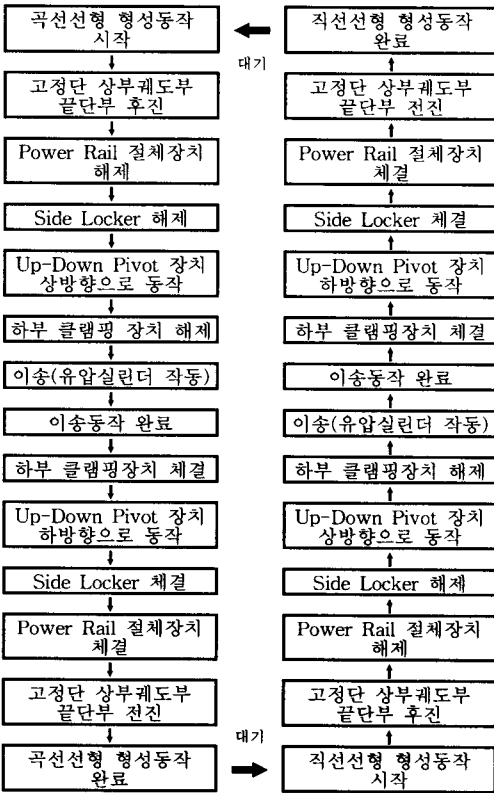 곡선선형 형성동작
시작
고정단 상부궤도부
끝단부 후진
Power Rail 절체장치
해제
Side Locker 해제
Up-Down Pivot 장치
상방향으로 동작
하부 클램핑 장치 해제
이송(유압실린더 작동)
이송동작 완료
하부 클램핑장치 체결
Up-Down Pivot 장치
하방향으로 동작
Side Locker 체결
Power Rail 절체장치
체결
고정단 상부궤도부
끝단부 전진
곡선선형 형성동작
완료
대기
직선선형 형성동작
완료
고정단 상부궤도부
끝단부 전진
Power Rail 절체장치
체결
Side Locker 체결
Up-Down Pivot 장치
하방향으로 동작
하부 클램핑장치 체결
이송동작 완료
이송(유압실린더 작동)
하부 클램핑장치 해제
Up-Down Pivot 장치
상방향으로 동작
Side Locker 해제
Power Rail 절체장치
해제
고정단 상부궤도부
끝단부 후진
대기
직선선형 형성동작
시작